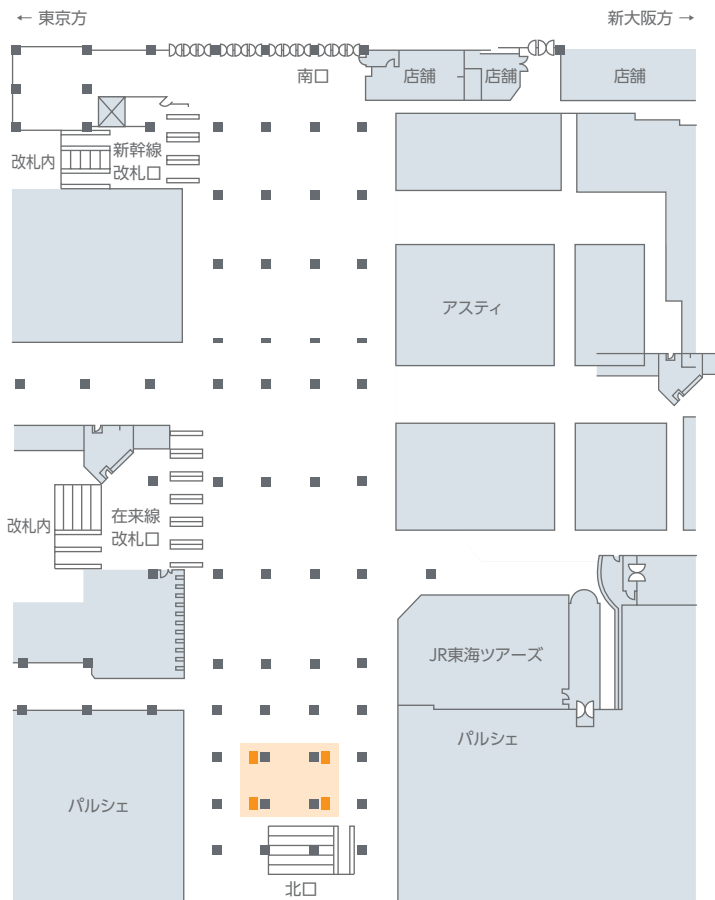 ← 東京方
新大阪方 →
南口
店舗
店舗
店舗
改札内
新幹線
改札口
アスティ
改札内
在来線
改札口
JR東海ツアーズ
パルシェ
パルシェ
北口